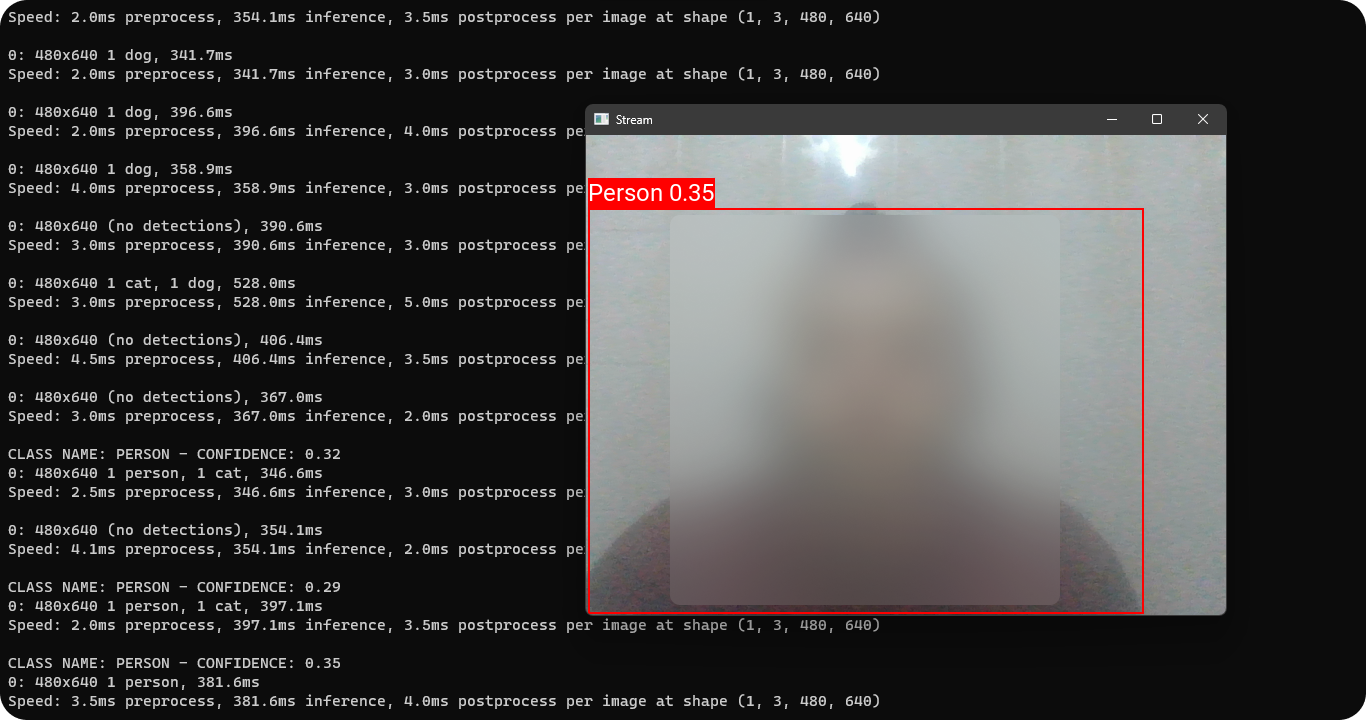 Speed: 2.0ms preprocess, 354.1ms inference, 3.5ms postprocess per image at shape (1, 3, 480, 640)
0: 480x640 1 dog, 341.7ms
Speed: 2.0ms preprocess, 341.7ms inference, 3.0ms postprocess per image at shape (1, 3, 480, 640)
0: 480x640 1 dog, 396.6ms
Speed: 2.0ms preprocess, 396.6ms inference, 4.0ms postprocess pe
0: 480x640 1 dog, 358.9ms
Speed: 4.0ms preprocess, 358.9ms inference, 3.0ms postprocess pe
0: 480x640 (no detections), 390.6ms
Speed: 3.0ms preprocess, 390.6ms inference, 3.0ms postprocess pe
0: 480x640 1 cat, 1 dog, 528.0ms
Speed: 3.0ms preprocess, 528.0ms inference, 5.0ms postprocess pe
0: 480x640 (no detections), 406.4ms
Speed: 4.5ms preprocess, 406.4ms inference, 3.5ms postprocess pe
0: 480x640 (no detections), 367.0ms
Speed: 3.0ms preprocess, 367.0ms inference, 2.0ms postprocess pe
CLASS NAME: PERSON - CONFIDENCE: 0.32
0: 480x640 1 person, 1 cat, 346.6ms
Speed: 2.5ms preprocess, 346.6ms inference, 3.0ms postprocess pe
0: 480x640 (no detections), 354.1ms
Speed: 4.1ms preprocess, 354.1ms inference, 2.0ms postprocess pe
CLASS NAME: PERSON - CONFIDENCE: 0.29
0: 480x640 1 person, 1 cat, 397.1ms
Speed: 2.0ms preprocess, 397.1ms inference, 3.5ms postprocess per image at shape (1, 3, 480, 640)
CLASS NAME: PERSON - CONFIDENCE: 0.35
0: 480x640 1 person, 381.6ms
Speed: 3.5ms preprocess, 381.6ms inference, 4.0ms postprocess per image at shape (1, 3, 480, 640)
Stream
Person 0.35